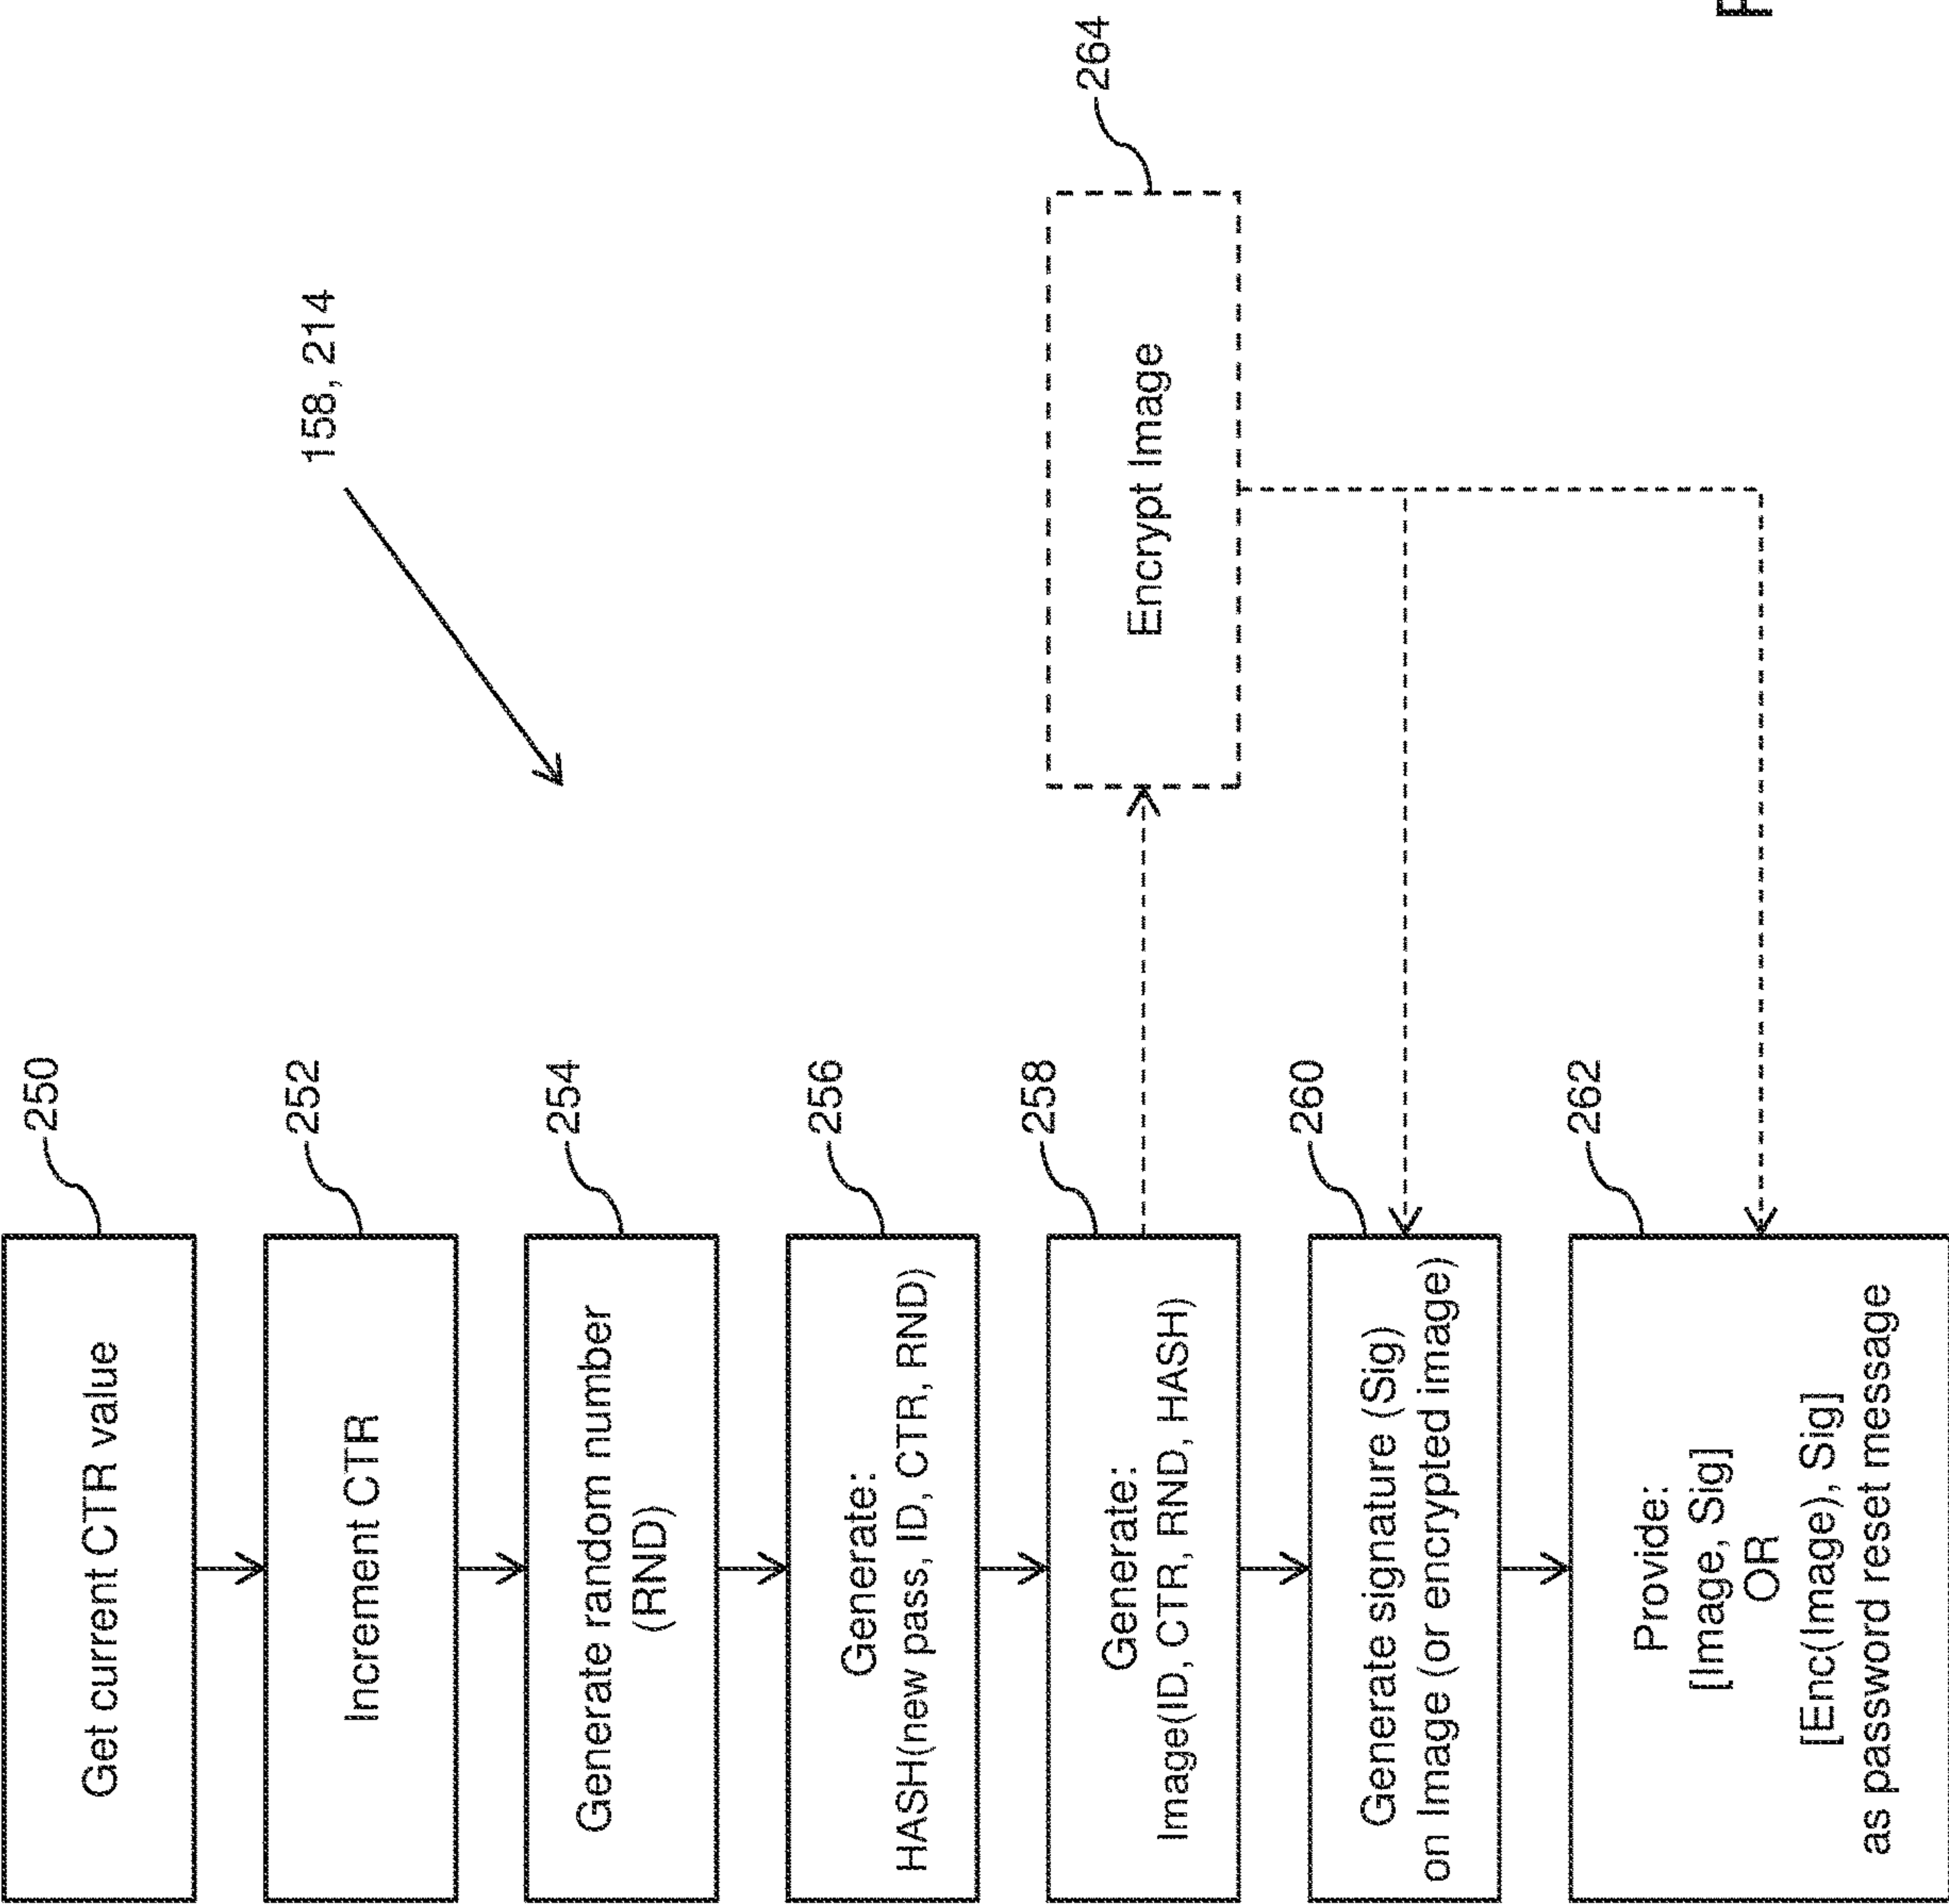 158, 214
250
Get current CTR value
252
Increment CTR
254
Generate random number
(RND)
256
Generate:
HASH(new pass, ID, CTR, RND)
258
Generate:
Image(ID, CTR, RND, HASH)
264
Encrypt Image
260
Generate signature (Sig)
on Image (or encrypted image)
262
Provide:
[Image, Sig]
OR
[Enc(Image), Sig]
as password reset message